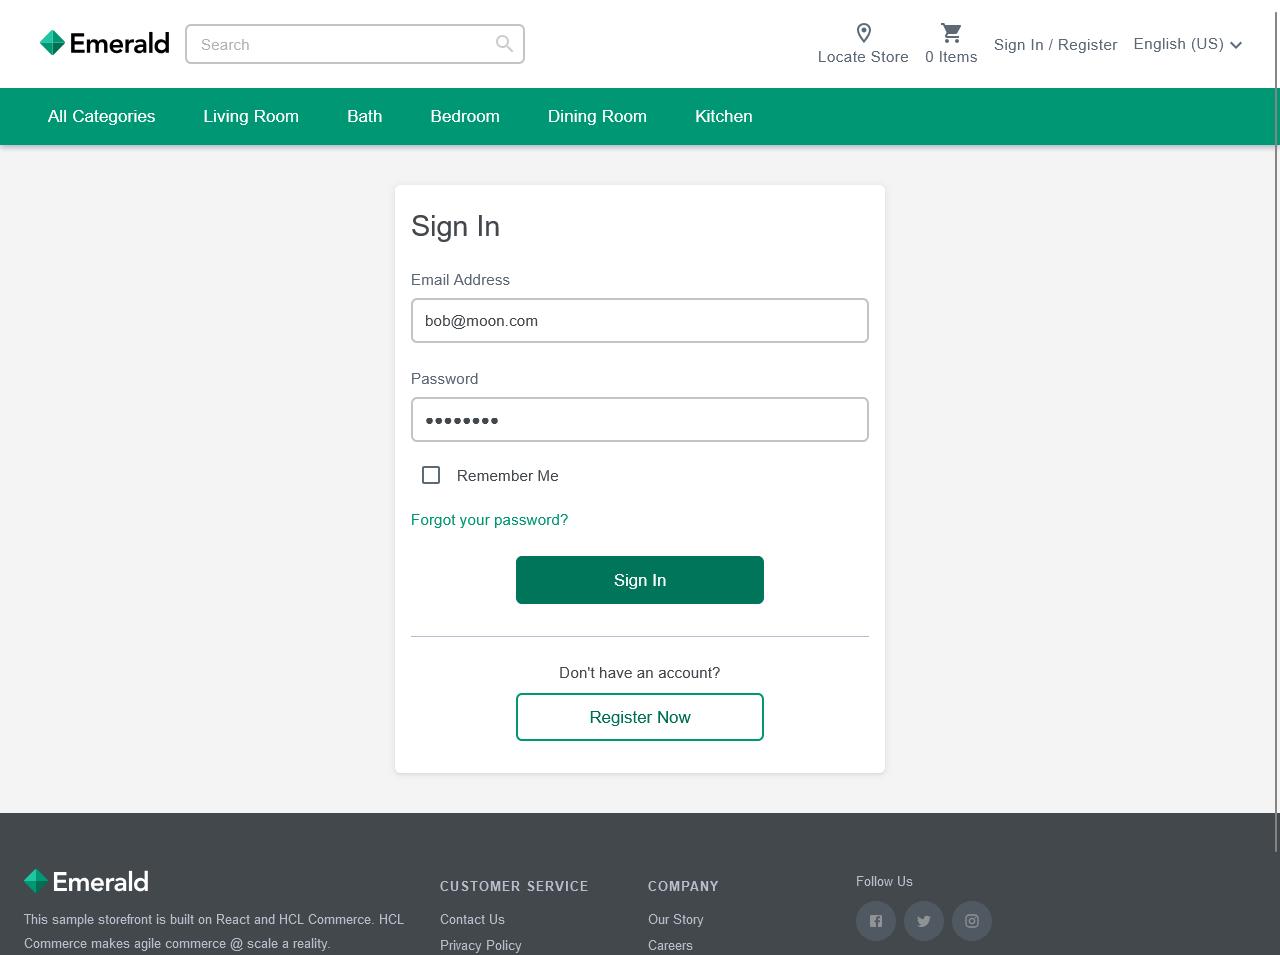 Emerald
Search
Locate Store
0 Items
Sign In / Register
English (US)
All Categories
Living Room
Bath
Bedroom
Dining Room
Kitchen
Sign In
Email Address
bob@moon.com
Password
••••••••
Remember Me
Forgot your password?
Sign In
Don't have an account?
Register Now
Emerald
This sample storefront is built on React and HCL Commerce. HCL
Commerce makes agile commerce @ scale a reality.
CUSTOMER SERVICE
Contact Us
Privacy Policy
COMPANY
Our Story
Careers
Follow Us